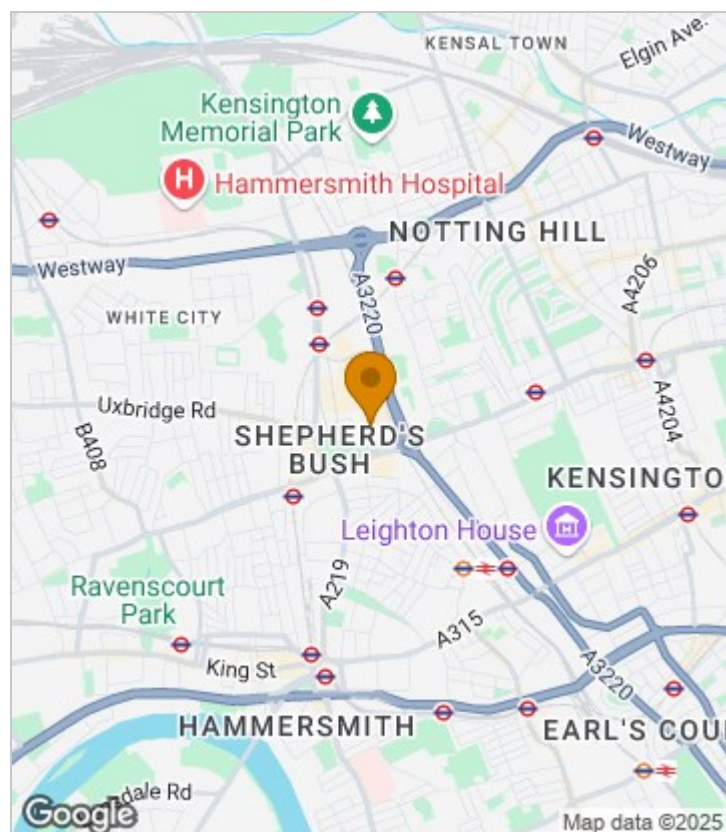 KENSAL TOWN
Elgin Ave.
Kensington
Memorial Park
Westway
H
Hammersmith Hospital
NOTTING HILL
Westway
A3220
A4206
WHITE CITY
Uxbridge Rd
B408
SHEPHERD'S
BUSH
A4204
KENSINGTO
Leighton House
Ravenscourt
Park
A219
A315
King St
A3220
HAMMERSMITH
EARL'S COU
Google
Map data ©2025